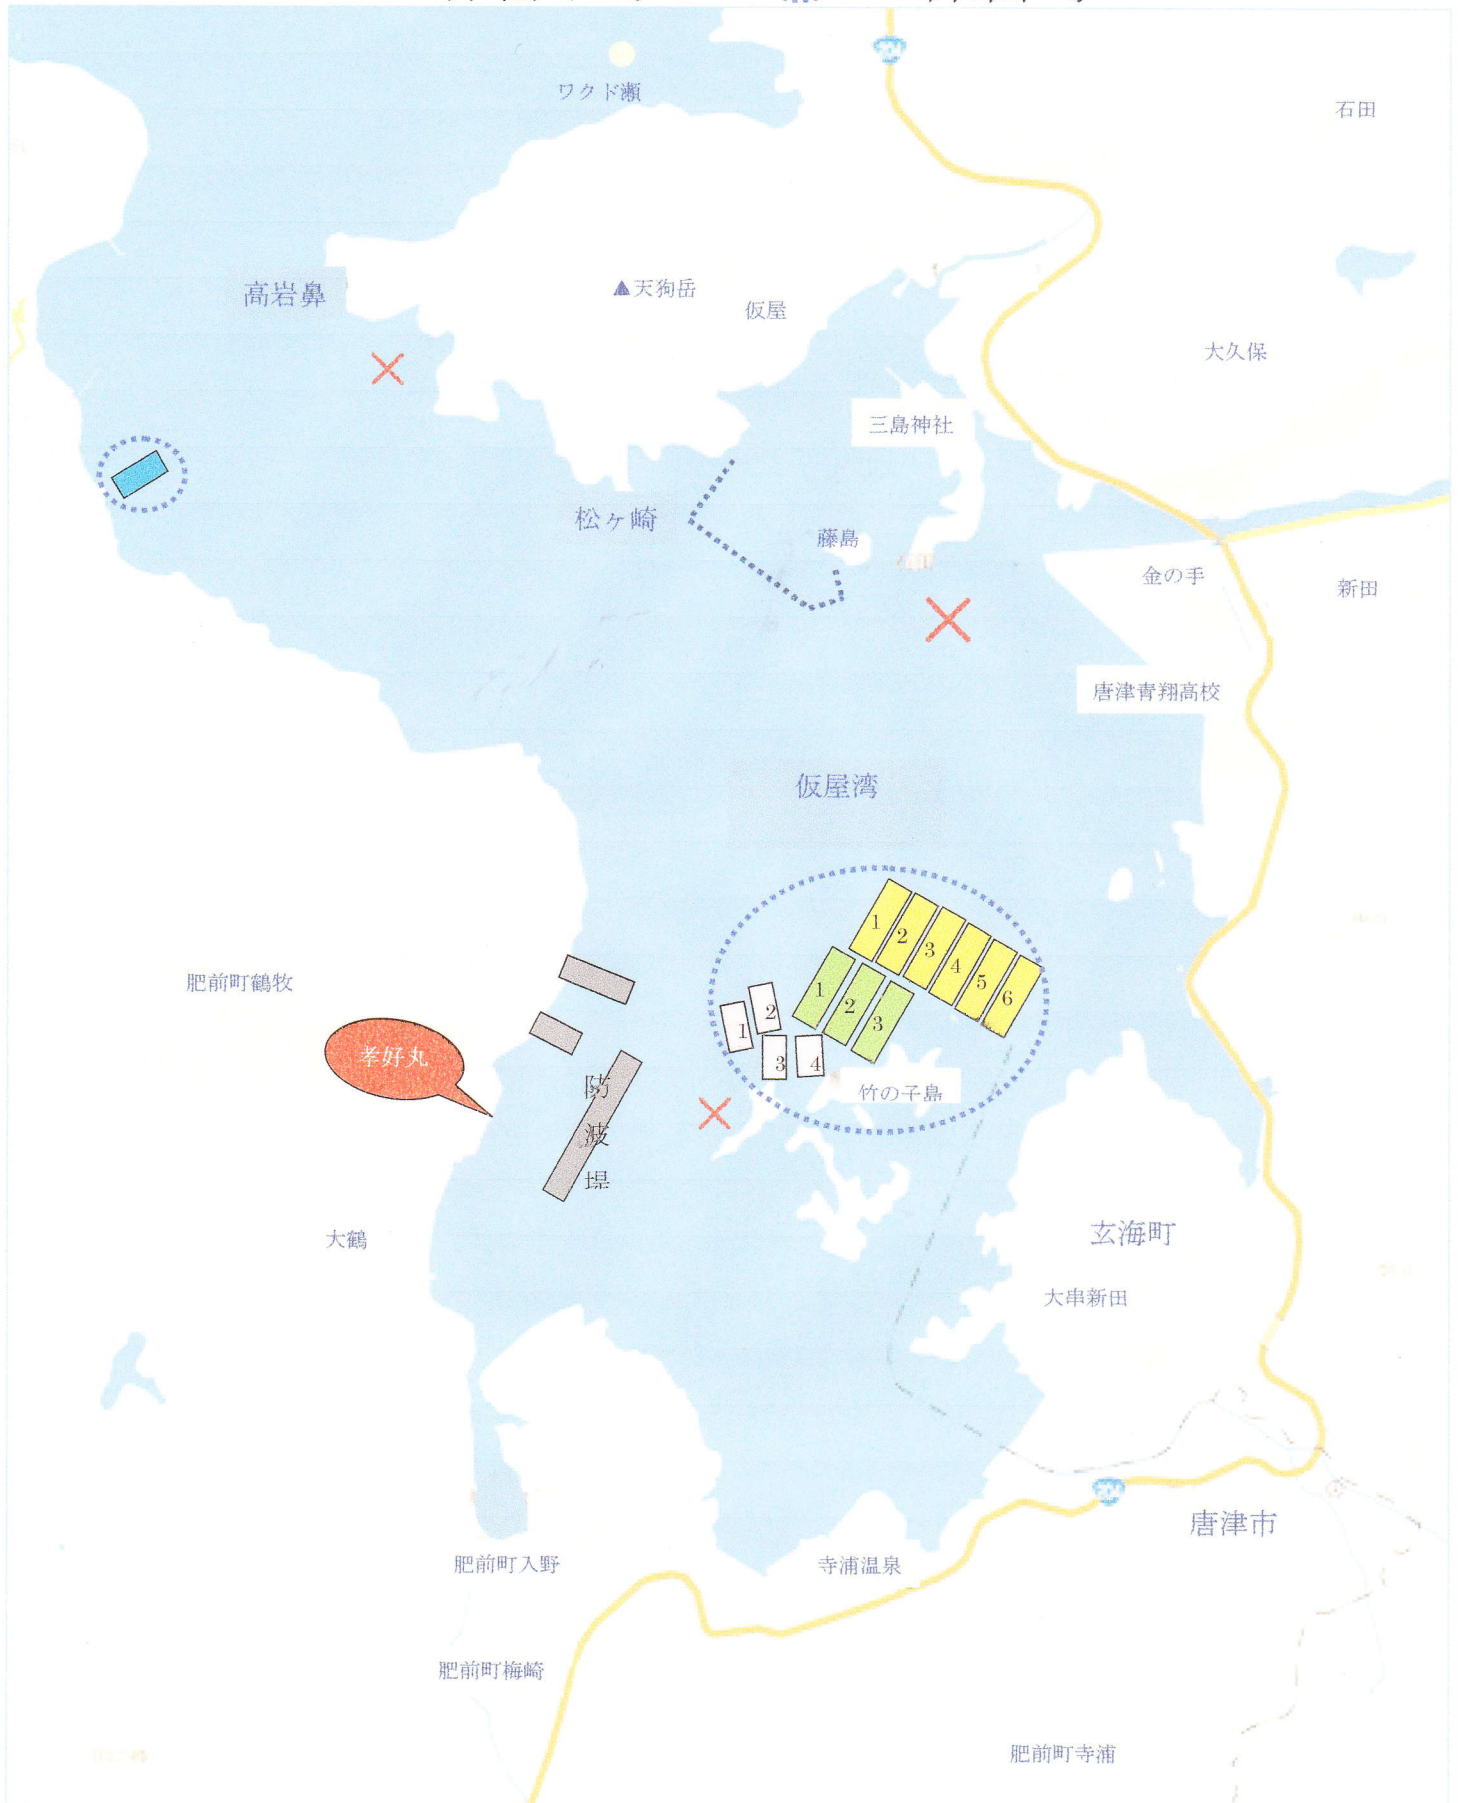 ワクド瀬
石田
高岩鼻
▲天狗岳
仮屋
大久保
三島神社
松ヶ崎
藤島
金の手
新田
唐津青翔高校
仮屋湾
1
2
3
4
5
6
1
2
3
1
2
3
4
肥前町鶴牧
孝好丸
防
波
堤
竹の子島
大鶴
玄海町
大串新田
204
唐津市
肥前町入野
寺浦温泉
肥前町梅崎
肥前町寺浦